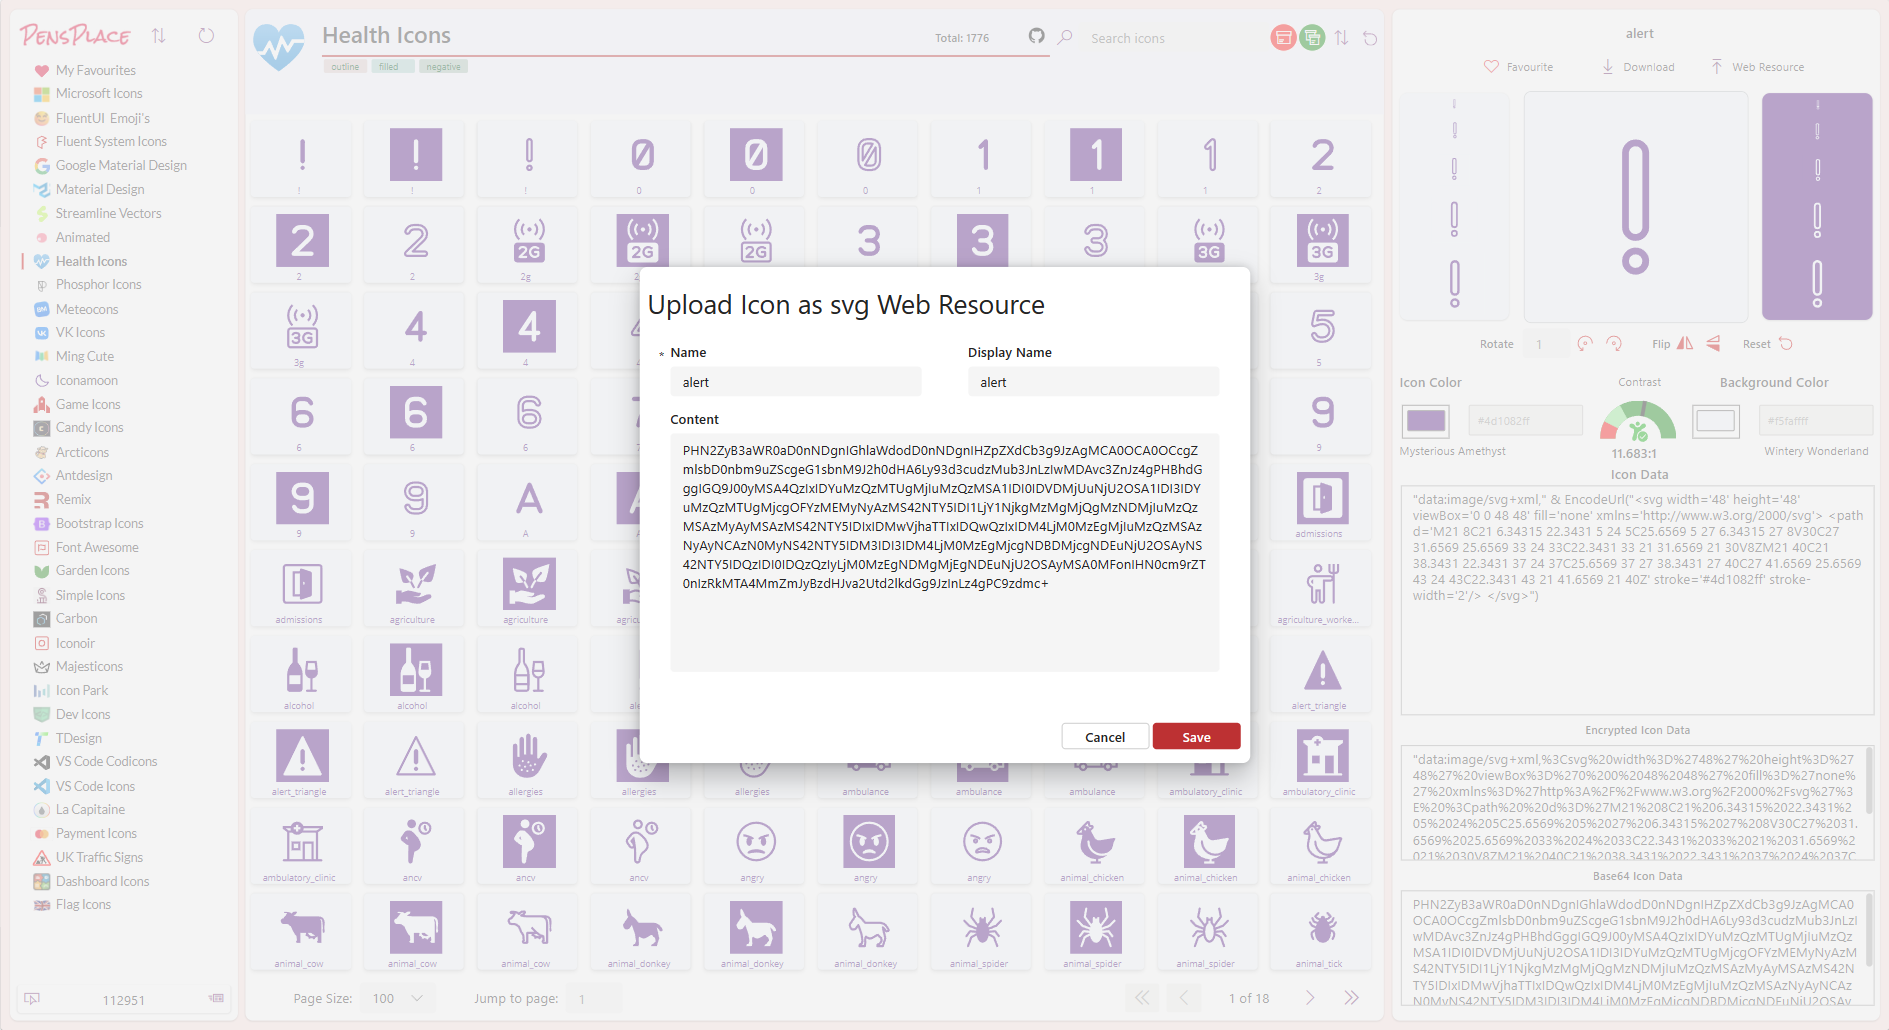 PensPlace
My Favourites
Microsoft Icons
FluentUI Emoji's
Fluent System Icons
Google Material Design
Material Design
Streamline Vectors
Animated
Health Icons
Phosphor Icons
Meteocons
VK Icons
Ming Cute
Iconamoon
Game Icons
Candy Icons
Arcticons
Antdesign
Remix
Bootstrap Icons
Font Awesome
Garden Icons
Simple Icons
Carbon
Iconoir
Majesticons
Icon Park
Dev Icons
TDesign
VS Code Codicons
VS Code Icons
La Capitaine
Payment Icons
UK Traffic Signs
Dashboard Icons
Flag Icons
112951
Health Icons
Total: 1776
Search icons
outline filled negative
! ! ! 0 0 0 1 1 1 2
2 2 2g 3g
3g 4 4 5
6 6 6 9
9 9 A admissions
admissions agriculture agriculture agriculture_worke...
alcohol alcohol alcohol alert_triangle
alert_triangle alert_triangle allergies allergies allergies ambulance ambulance ambulance ambulatory_clinic ambulatory_clinic
ambulatory_clinic ancv ancv ancv angry angry angry animal_chicken animal_chicken animal_chicken
animal_cow animal_cow animal_cow animal_donkey animal_donkey animal_donkey animal_spider animal_spider animal_spider animal_tick
Page Size: 100 Jump to page: 1 1 of 18
Upload Icon as svg Web Resource
* Name Display Name
alert alert
Content
Cancel Save
alert
Favourite Download Web Resource
Rotate 1 Flip Reset
Icon Color Contrast Background Color
#4d1082ff #f5faffff
Mysterious Amethyst 11.683:1 Wintery Wonderland
Icon Data
"data:image/svg+xml," & EncodeUrl("<svg width='48' height='48'
viewBox='0 0 48 48' fill='none' xmlns='http://www.w3.org/2000/svg'> <path
d='M21 8C21 6.34315 22.3431 5 24 5C25.6569 5 27 6.34315 27 8V30C27
31.6569 25.6569 33 24 33C22.3431 33 21 31.6569 21 30V8ZM21 40C21
38.3431 22.3431 37 24 37C25.6569 37 27 38.3431 27 40C27 41.6569 25.6569
43 24 43C22.3431 43 21 41.6569 21 40Z' stroke='#4d1082ff' stroke-
width='2'/> </svg>")
Encrypted Icon Data
"data:image/svg+xml,%3Csvg%20width%3D%2748%27%20height%3D%27
48%27%20viewBox%3D%270%200%2048%2048%27%20fill%3D%27none%
27%20xmlns%3D%27http%3A%2F%2Fwww.w3.org%2F2000%2Fsvg%27%3
E%20%3Cpath%20%20d%3D%27M21%208C21%206.34315%2022.3431%2
05%2024%205C25.6569%205%2027%206.34315%2027%208V30C27%2031.
6569%2025.6569%2033%2024%2033C22.3431%2033%2021%2031.6569%2
021%2030V8ZM21%2040C21%2038.3431%2022.3431%2037%2024%2037C
Base64 Icon Data